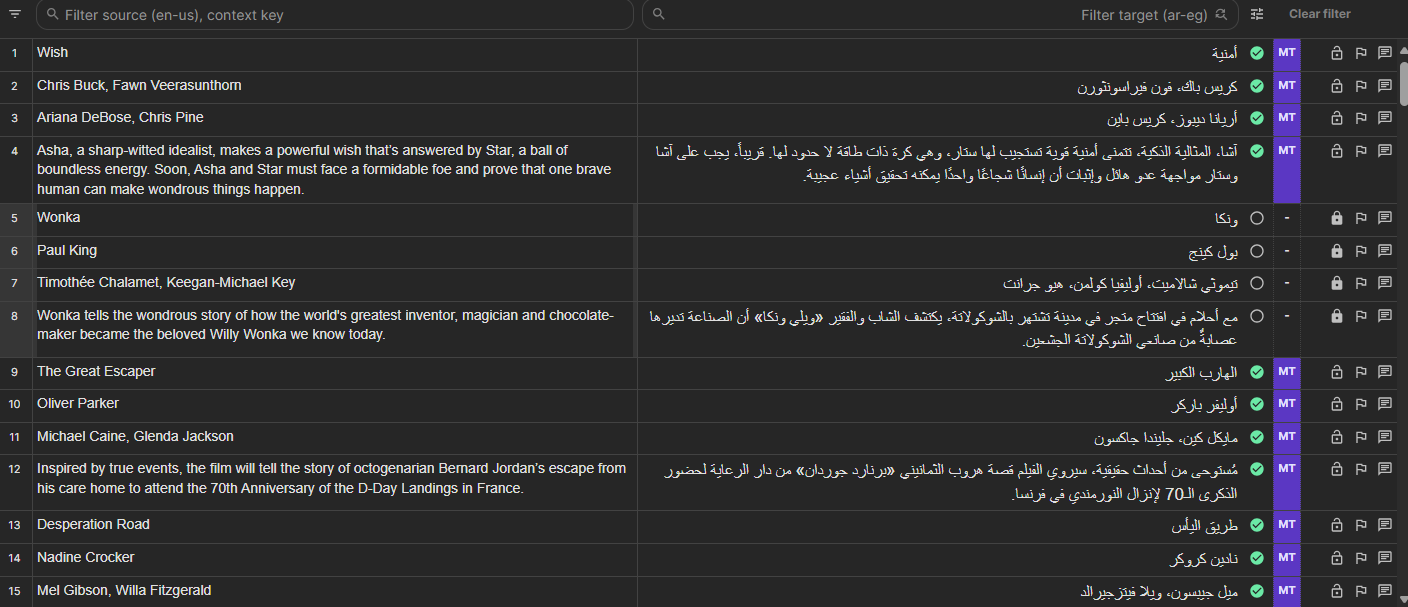 Filter source (en-us), context key
Filter target (ar-eg)
Clear filter
1 Wish أمنية MT
2 Chris Buck, Fawn Veerasunthorn كريس باك، فون فيراسونثورن MT
3 Ariana DeBose, Chris Pine أريانا ديبوز، كريس باين MT
4 Asha, a sharp-witted idealist, makes a powerful wish that's answered by Star, a ball of
boundless energy. Soon, Asha and Star must face a formidable foe and prove that one brave
human can make wondrous things happen.
آشا، المثالية الذكية، تتمنى أمنية قوية تستجيب لها ستار، وهي كرة ذات طاقة لا حدود لها. قريباً، يجب على آشا
وستار مواجهة عدو هائل وإثبات أن إنسانًا شجاعًا واحدًا يمكنه تحقيق أشياء عجيبة.
MT
5 Wonka ونكا -
6 Paul King بول كينج -
7 Timothée Chalamet, Keegan-Michael Key تيموثي شالاميت، أوليفيا كولمن، هيو جرانت -
8 Wonka tells the wondrous story of how the world's greatest inventor, magician and chocolate-
maker became the beloved Willy Wonka we know today.
مع أحلام في افتتاح متجر في مدينة تشتهر بالشوكولاتة، يكتشف الشاب والفقير «ويلي ونكا» أن الصناعة تديرها
عصابةٌ من صانعي الشوكولاتة الجشعين.
-
9 The Great Escaper الهارب الكبير MT
10 Oliver Parker أوليفر باركر MT
11 Michael Caine, Glenda Jackson مايكل كين، جليندا جاكسون MT
12 Inspired by true events, the film will tell the story of octogenarian Bernard Jordan's escape from
his care home to attend the 70th Anniversary of the D-Day Landings in France.
مُستوحى من أحداث حقيقية، سيروي الفيلم قصة هروب الثمانيني «برنارد جوردان» من دار الرعاية لحضور
الذكرى الـ70 لإنزال النورمندي في فرنسا.
MT
13 Desperation Road طريق اليأس MT
14 Nadine Crocker نادين كروكر MT
15 Mel Gibson, Willa Fitzgerald ميل جيبسون، ويلا فيتزجيرالد MT